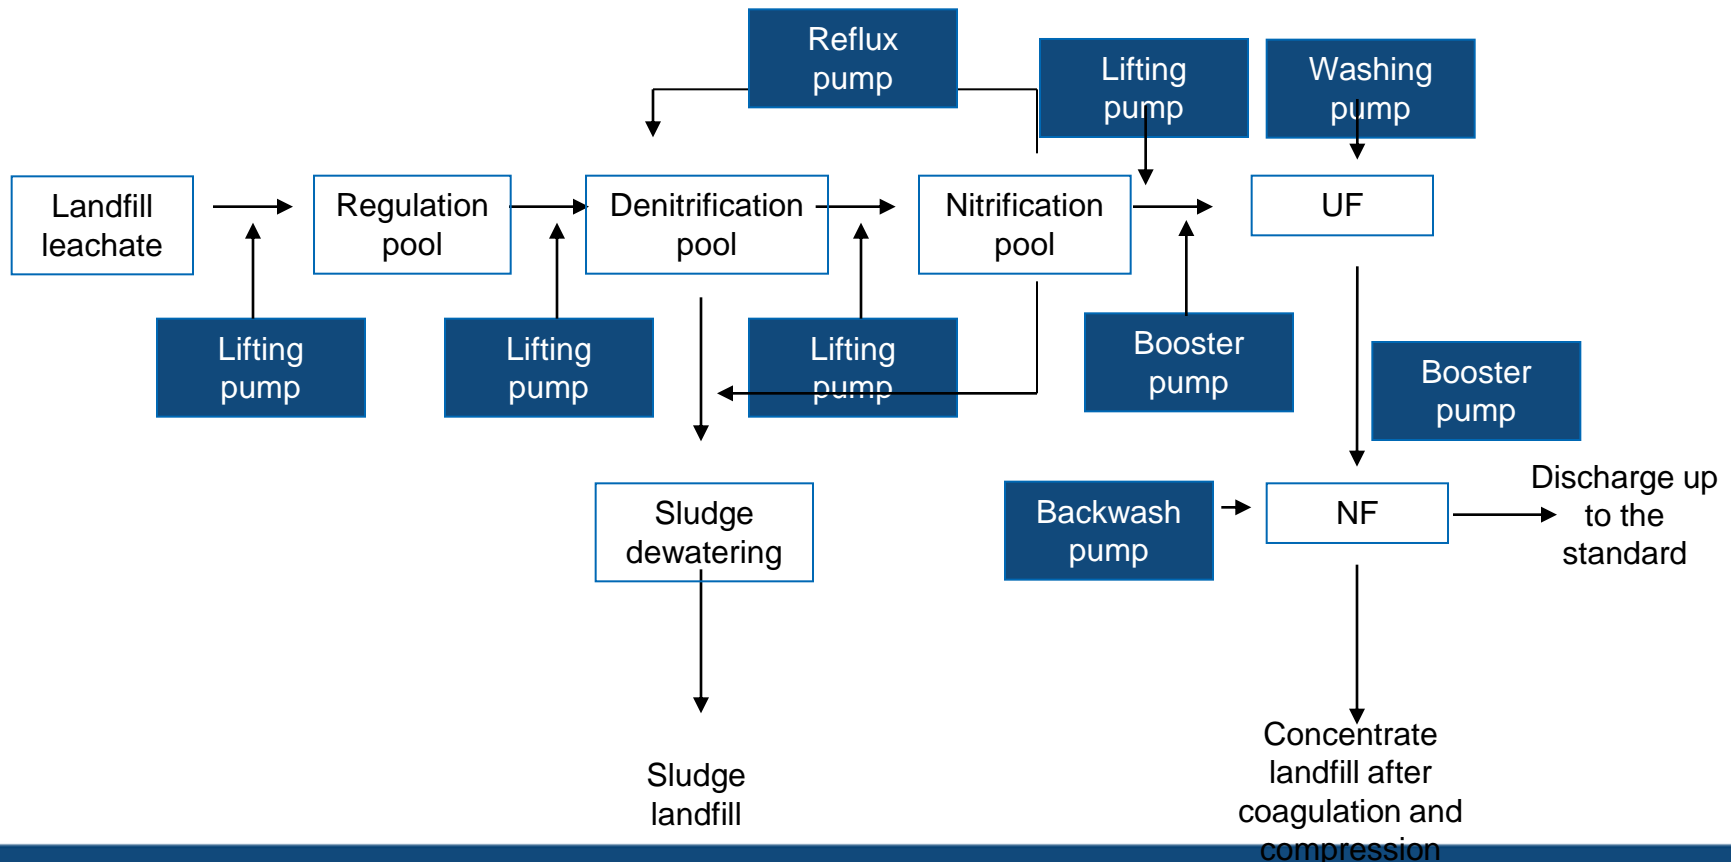 Reflux
pump
Lifting
pump
Washing
pump
Landfill
leachate
Regulation
pool
Denitrification
pool
Nitrification
pool
UF
Lifting
pump
Lifting
pump
Lifting
pump
Booster
pump
Booster
pump
Sludge
dewatering
Backwash
pump
NF
Discharge up
to the
standard
Sludge
landfill
Concentrate
landfill after
coagulation and
compression